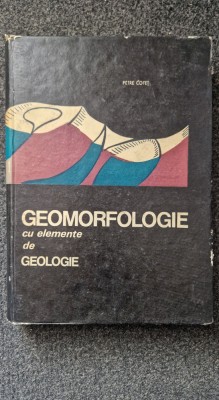 PETRE COTEȚ
GEOMORFOLOGIE
cu elemente
de
GEOLOGIE